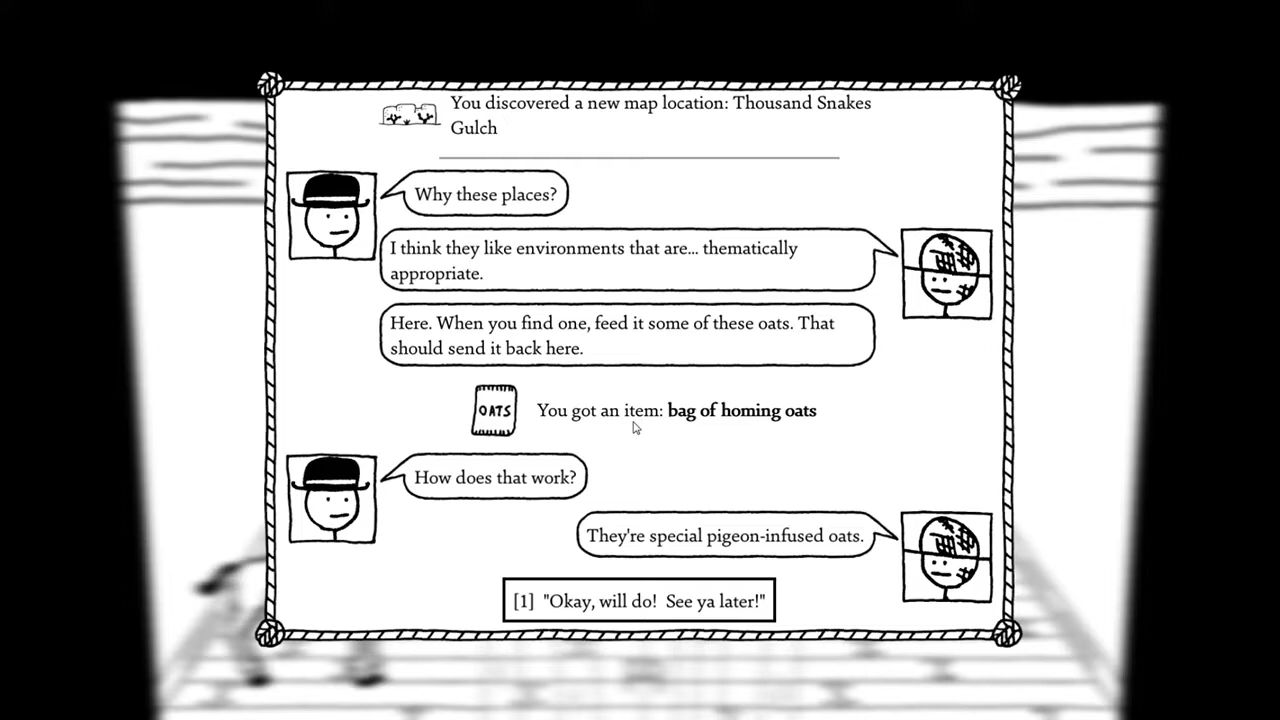 You discovered a new map location: Thousand Snakes
Gulch
Why these places?
I think they like environments that are... thematically
appropriate.
Here. When you find one, feed it some of these oats. That
should send it back here.
OATS
You got an item: bag of homing oats
How does that work?
They're special pigeon-infused oats.
[1] "Okay, will do! See ya later!"